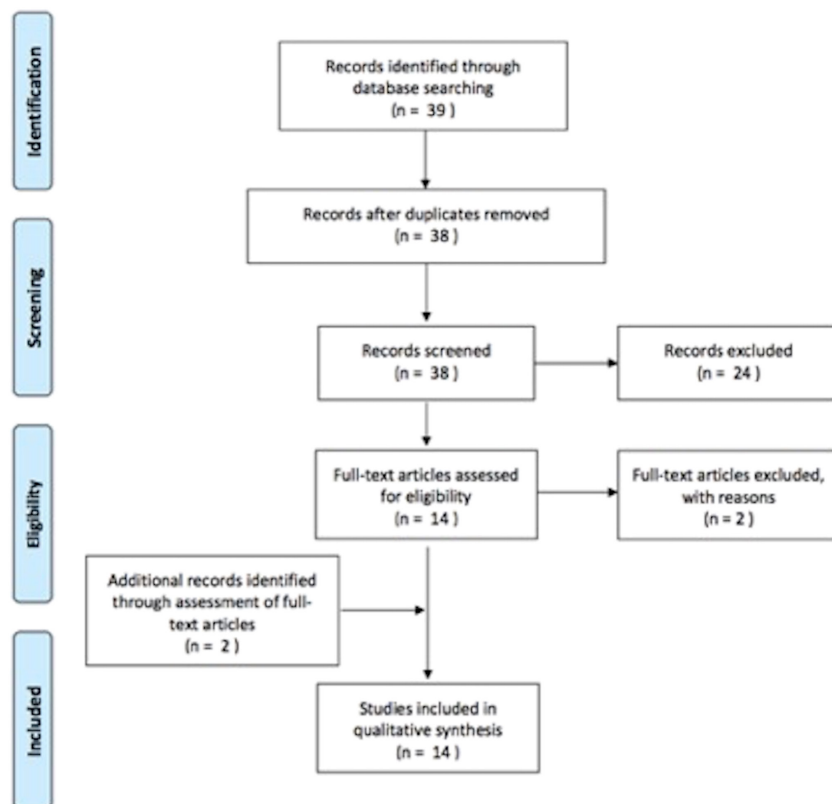 Identification
Records identified through
database searching
(n = 39 )
Records after duplicates removed
(n = 38 )
Screening
Records screened
(n = 38 )
Records excluded
(n = 24 )
Eligibility
Full-text articles assessed
for eligibility
(n = 14 )
Full-text articles excluded,
with reasons
(n = 2 )
Additional records identified
through assessment of full-
text articles
(n = 2 )
Included
Studies included in
qualitative synthesis
(n = 14 )